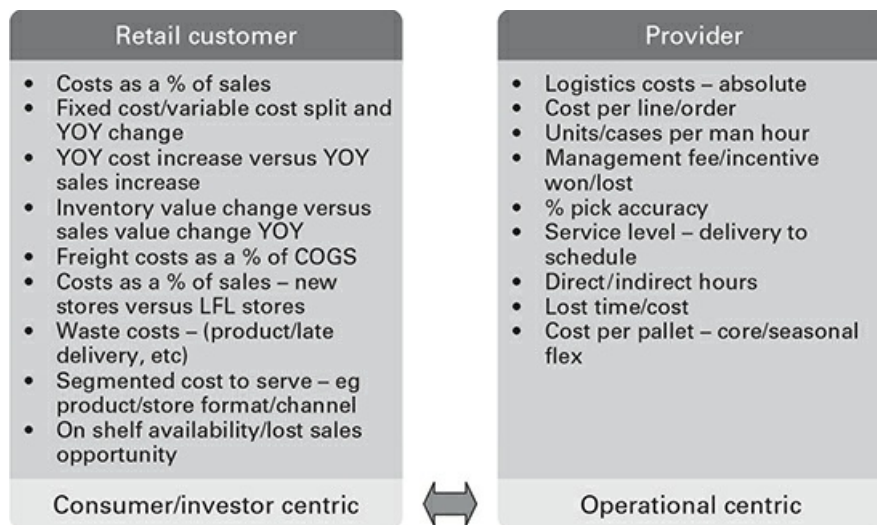 Retail customer
• Costs as a % of sales
• Fixed cost/variable cost split and
YOY change
• YOY cost increase versus YOY
sales increase
• Inventory value change versus
sales value change YOY
• Freight costs as a % of COGS
• Costs as a % of sales – new
stores versus LFL stores
• Waste costs – (product/late
delivery, etc)
• Segmented cost to serve – eg
product/store format/channel
• On shelf availability/lost sales
opportunity
Consumer/investor centric
Provider
• Logistics costs – absolute
• Cost per line/order
• Units/cases per man hour
• Management fee/incentive
won/lost
• % pick accuracy
• Service level – delivery to
schedule
• Direct/indirect hours
• Lost time/cost
• Cost per pallet – core/seasonal
flex
Operational centric